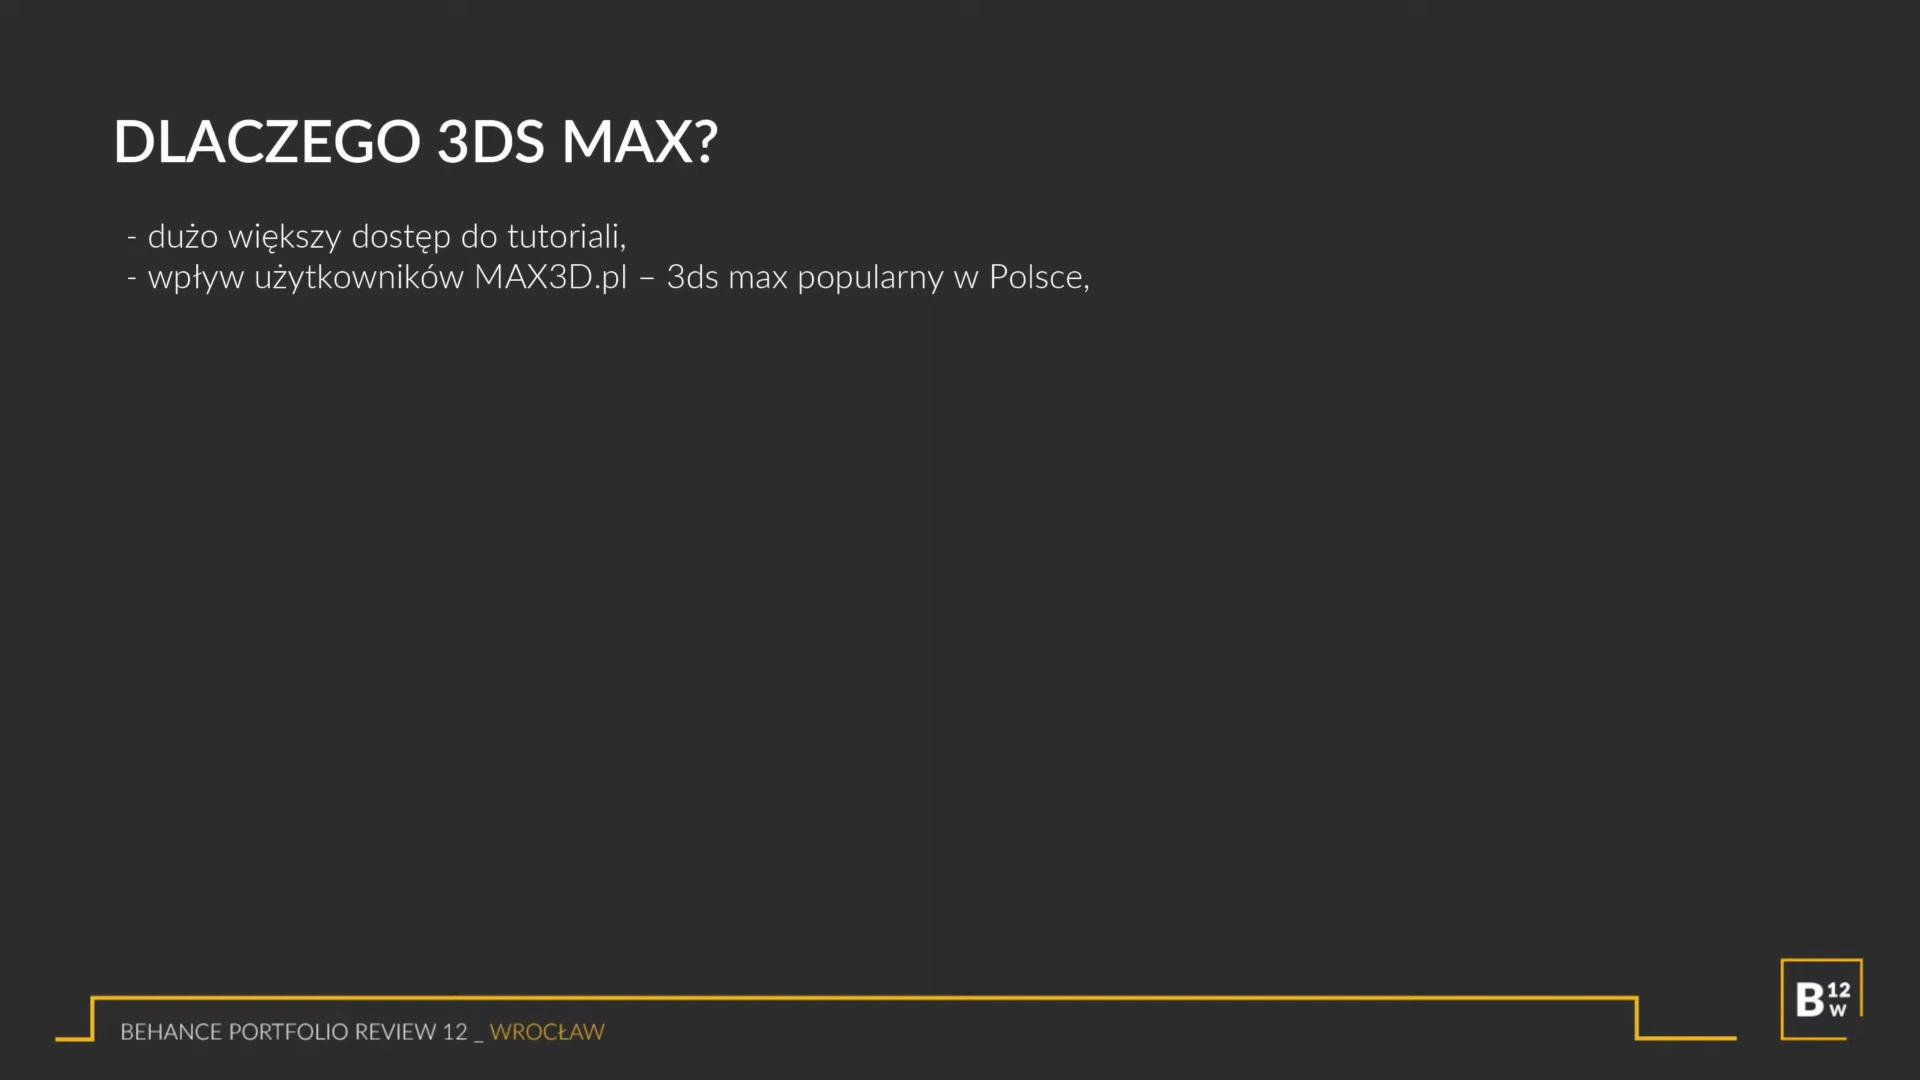 DLACZEGO 3DS MAX?
- dużo większy dostęp do tutoriali,
- wpływ użytkowników MAX3D.pl – 3ds max popularny w Polsce,
BEHANCE PORTFOLIO REVIEW 12 _ WROCŁAW
B 12 W